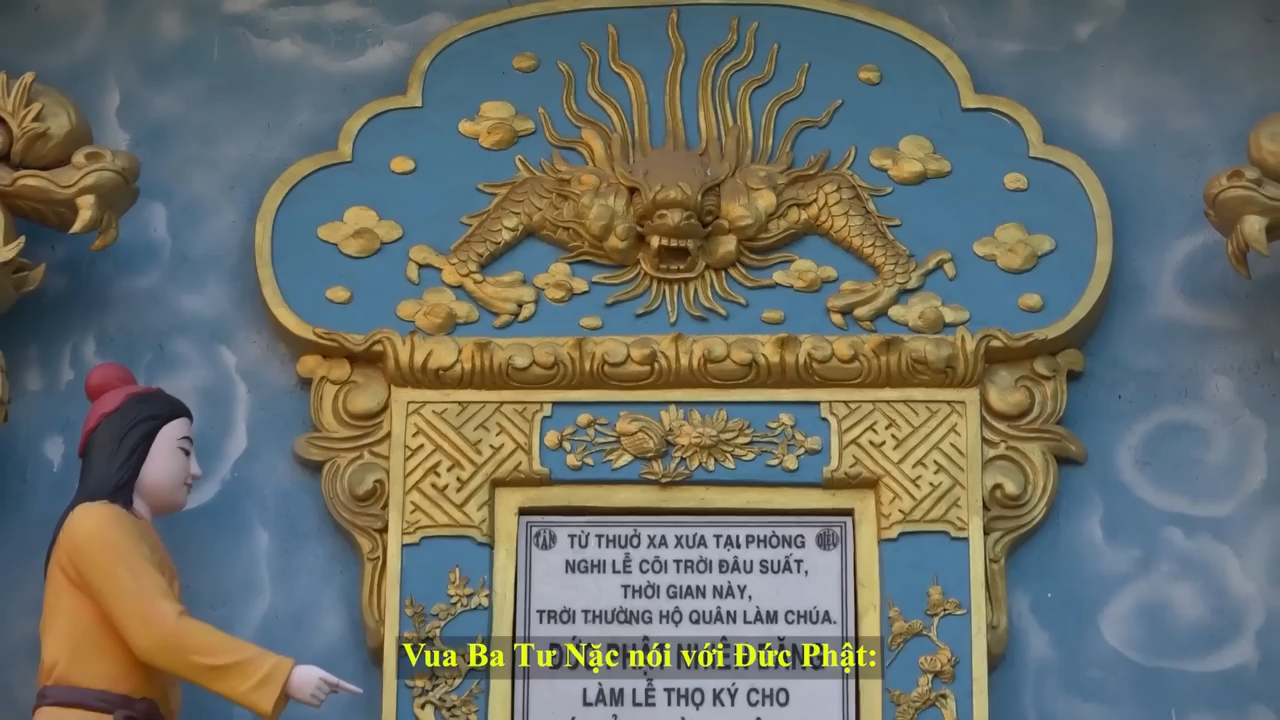 TÂN
DIỆU
TỪ THUỞ XA XƯA TẠI PHÒNG
NGHI LỄ CÕI TRỜI ĐÂU SUẤT,
THỜI GIAN NÀY,
TRỜI THƯỜNG HỘ QUÂN LÀM CHÚA.
Vua Ba Tư Nặc nói với Đức Phật:
LÀM LỄ THỌ KÝ CHO